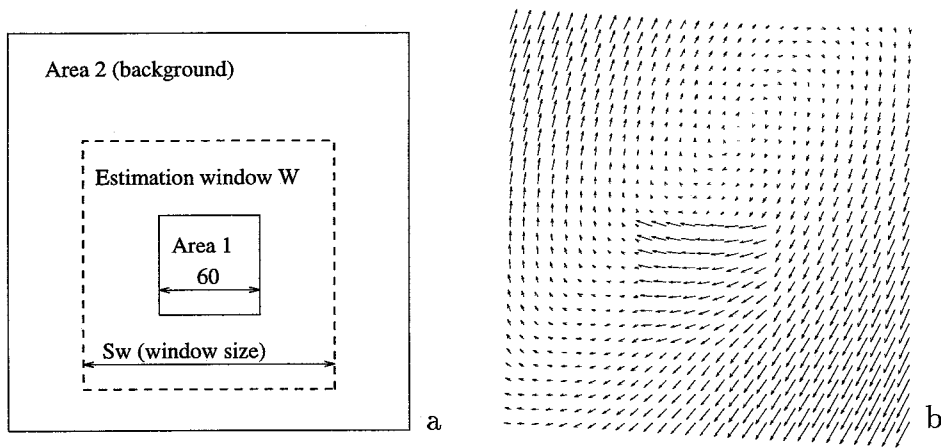 Area 2 (background)
Estimation window W
Area 1
60
Sw (window size)
a
b